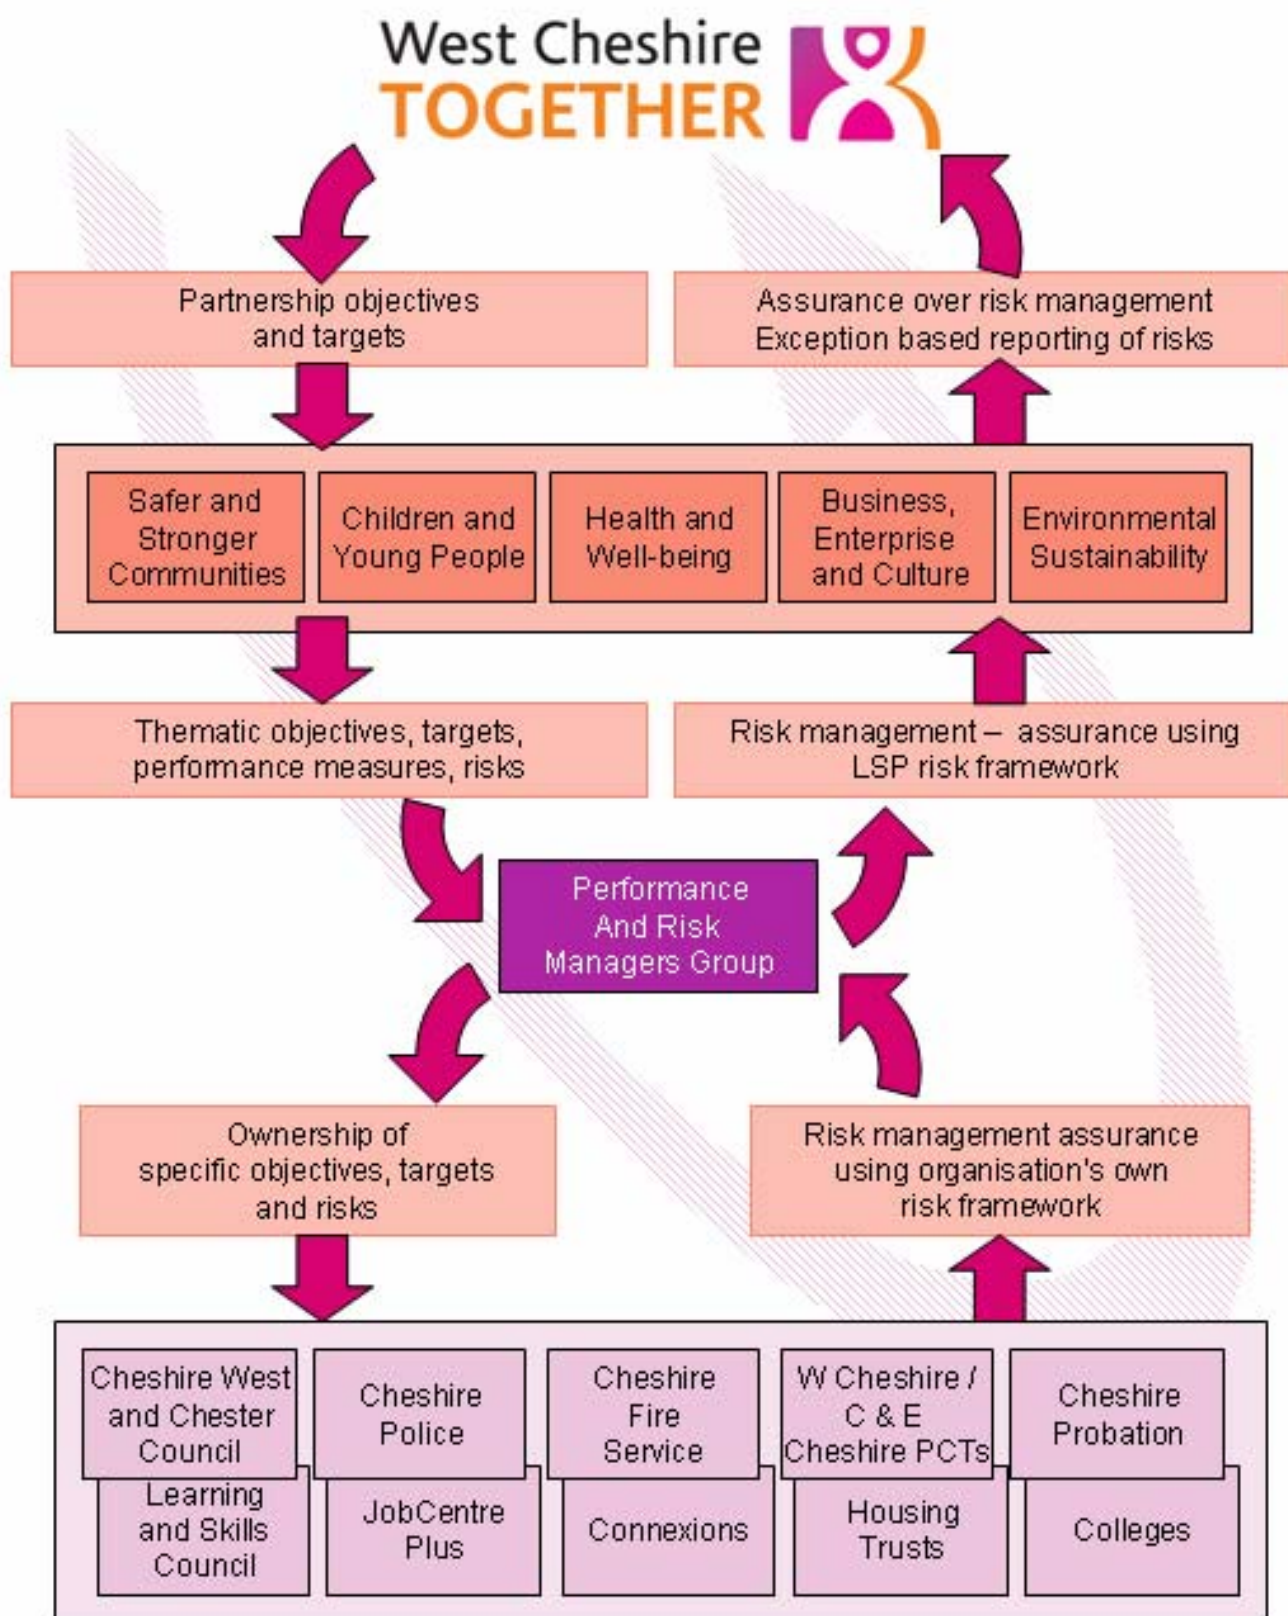 West Cheshire
TOGETHER
Partnership objectives
and targets
Assurance over risk management
Exception based reporting of risks
Safer and
Stronger
Communities
Children and
Young People
Health and
Well-being
Business,
Enterprise
and Culture
Environmental
Sustainability
Thematic objectives, targets,
performance measures, risks
Risk management – assurance using
LSP risk framework
Performance
And Risk
Managers Group
Ownership of
specific objectives, targets
and risks
Risk management assurance
using organisation's own
risk framework
Cheshire West
and Chester
Council
Cheshire
Police
Cheshire
Fire
Service
W Cheshire /
C & E
Cheshire PCTs
Cheshire
Probation
Learning
and Skills
Council
JobCentre
Plus
Connexions
Housing
Trusts
Colleges